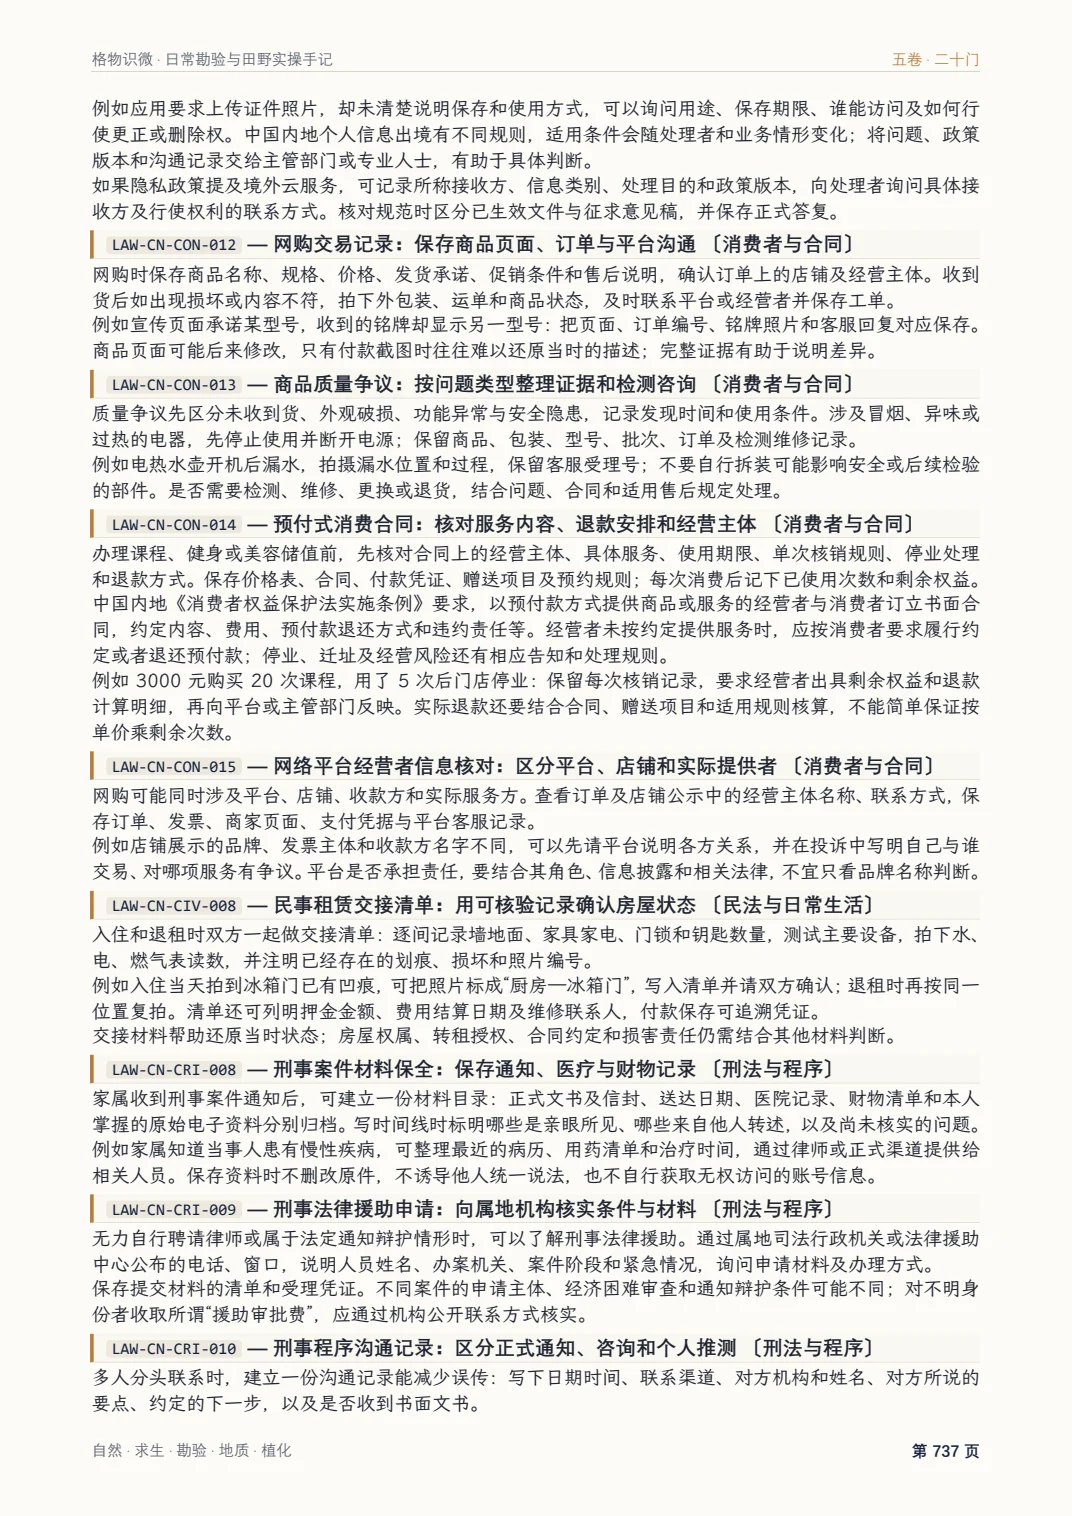 格物识微 · 日常勘验与田野实操手记
五卷 · 二十门
例如应用要求上传证件照片，却未清楚说明保存和使用方式，可以询问用途、保存期限、谁能访问及如何行
使更正或删除权。中国内地个人信息出境有不同规则，适用条件会随处理者和业务情形变化；将问题、政策
版本和沟通记录交给主管部门或专业人士，有助于具体判断。
如果隐私政策提及境外云服务，可记录所称接收方、信息类别、处理目的和政策版本，向处理者询问具体接
收方及行使权利的联系方式。核对规范时区分已生效文件与征求意见稿，并保存正式答复。
LAW-CN-CON-012 — 网购交易记录：保存商品页面、订单与平台沟通 〔消费者与合同〕
网购时保存商品名称、规格、价格、发货承诺、促销条件和售后说明，确认订单上的店铺及经营主体。收到
货后如出现损坏或内容不符，拍下外包装、运单和商品状态，及时联系平台或经营者并保存工单。
例如宣传页面承诺某型号，收到的铭牌却显示另一型号：把页面、订单编号、铭牌照片和客服回复对应保存。
商品页面可能后来修改，只有付款截图时往往难以还原当时的描述；完整证据有助于说明差异。
LAW-CN-CON-013 — 商品质量争议：按问题类型整理证据和检测咨询 〔消费者与合同〕
质量争议先区分未收到货、外观破损、功能异常与安全隐患，记录发现时间和使用条件。涉及冒烟、异味或
过热的电器，先停止使用并断开电源；保留商品、包装、型号、批次、订单及检测维修记录。
例如电热水壶开机后漏水，拍摄漏水位置和过程，保留客服受理号；不要自行拆装可能影响安全或后续检验
的部件。是否需要检测、维修、更换或退货，结合问题、合同和适用售后规定处理。
LAW-CN-CON-014 — 预付式消费合同：核对服务内容、退款安排和经营主体 〔消费者与合同〕
办理课程、健身或美容储值前，先核对合同上的经营主体、具体服务、使用期限、单次核销规则、停业处理
和退款方式。保存价格表、合同、付款凭证、赠送项目及预约规则；每次消费后记下已使用次数和剩余权益。
中国内地《消费者权益保护法实施条例》要求，以预付款方式提供商品或服务的经营者与消费者订立书面合
同，约定内容、费用、预付款退还方式和违约责任等。经营者未按约定提供服务时，应按消费者要求履行约
定或者退还预付款；停业、迁址及经营风险还有相应告知和处理规则。
例如 3000 元购买 20 次课程，用了 5 次后门店停业：保留每次核销记录，要求经营者出具剩余权益和退款
计算明细，再向平台或主管部门反映。实际退款还要结合合同、赠送项目和适用规则核算，不能简单保证按
单价乘剩余次数。
LAW-CN-CON-015 — 网络平台经营者信息核对：区分平台、店铺和实际提供者 〔消费者与合同〕
网购可能同时涉及平台、店铺、收款方和实际服务方。查看订单及店铺公示中的经营主体名称、联系方式，保
存订单、发票、商家页面、支付凭据与平台客服记录。
例如店铺展示的品牌、发票主体和收款方名字不同，可以先请平台说明各方关系，并在投诉中写明自己与谁
交易、对哪项服务有争议。平台是否承担责任，要结合其角色、信息披露和相关法律，不宜只看品牌名称判断。
LAW-CN-CIV-008 — 民事租赁交接清单：用可核验记录确认房屋状态 〔民法与日常生活〕
入住和退租时双方一起做交接清单：逐间记录墙地面、家具家电、门锁和钥匙数量，测试主要设备，拍下水、
电、燃气表读数，并注明已经存在的划痕、损坏和照片编号。
例如入住当天拍到冰箱门已有凹痕，可把照片标成“厨房—冰箱门”，写入清单并请双方确认；退租时再按同一
位置复拍。清单还可列明押金金额、费用结算日期及维修联系人，付款保存可追溯凭证。
交接材料帮助还原当时状态；房屋权属、转租授权、合同约定和损害责任仍需结合其他材料判断。
LAW-CN-CRI-008 — 刑事案件材料保全：保存通知、医疗与财物记录 〔刑法与程序〕
家属收到刑事案件通知后，可建立一份材料目录：正式文书及信封、送达日期、医院记录、财物清单和本人
掌握的原始电子资料分别归档。写时间线时标明哪些是亲眼所见、哪些来自他人转述，以及尚未核实的问题。
例如家属知道当事人患有慢性疾病，可整理最近的病历、用药清单和治疗时间，通过律师或正式渠道提供给
相关人员。保存资料时不删改原件，不诱导他人统一说法，也不自行获取无权访问的账号信息。
LAW-CN-CRI-009 — 刑事法律援助申请：向属地机构核实条件与材料 〔刑法与程序〕
无力自行聘请律师或属于法定通知辩护情形时，可以了解刑事法律援助。通过属地司法行政机关或法律援助
中心公布的电话、窗口，说明人员姓名、办案机关、案件阶段和紧急情况，询问申请材料及办理方式。
保存提交材料的清单和受理凭证。不同案件的申请主体、经济困难审查和通知辩护条件可能不同；对不明身
份者收取所谓“援助审批费”，应通过机构公开联系方式核实。
LAW-CN-CRI-010 — 刑事程序沟通记录：区分正式通知、咨询和个人推测 〔刑法与程序〕
多人分头联系时，建立一份沟通记录能减少误传：写下日期时间、联系渠道、对方机构和姓名、对方所说的
要点、约定的下一步，以及是否收到书面文书。
自然 · 求生 · 勘验 · 地质 · 植化
第 737 页